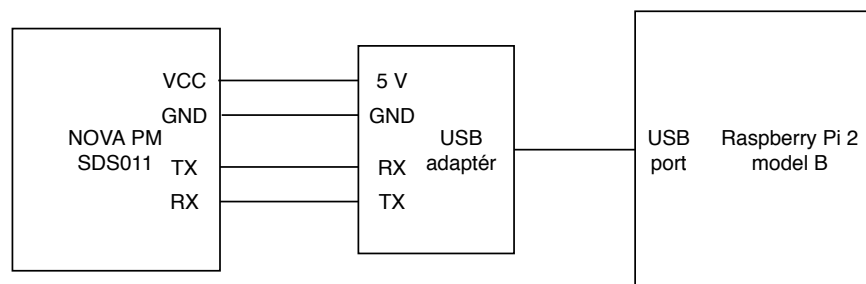 VCC
GND
NOVA PM
SDS011
TX
RX
5 V
GND
USB
adaptér
RX
TX
USB
port
Raspberry Pi 2
model B